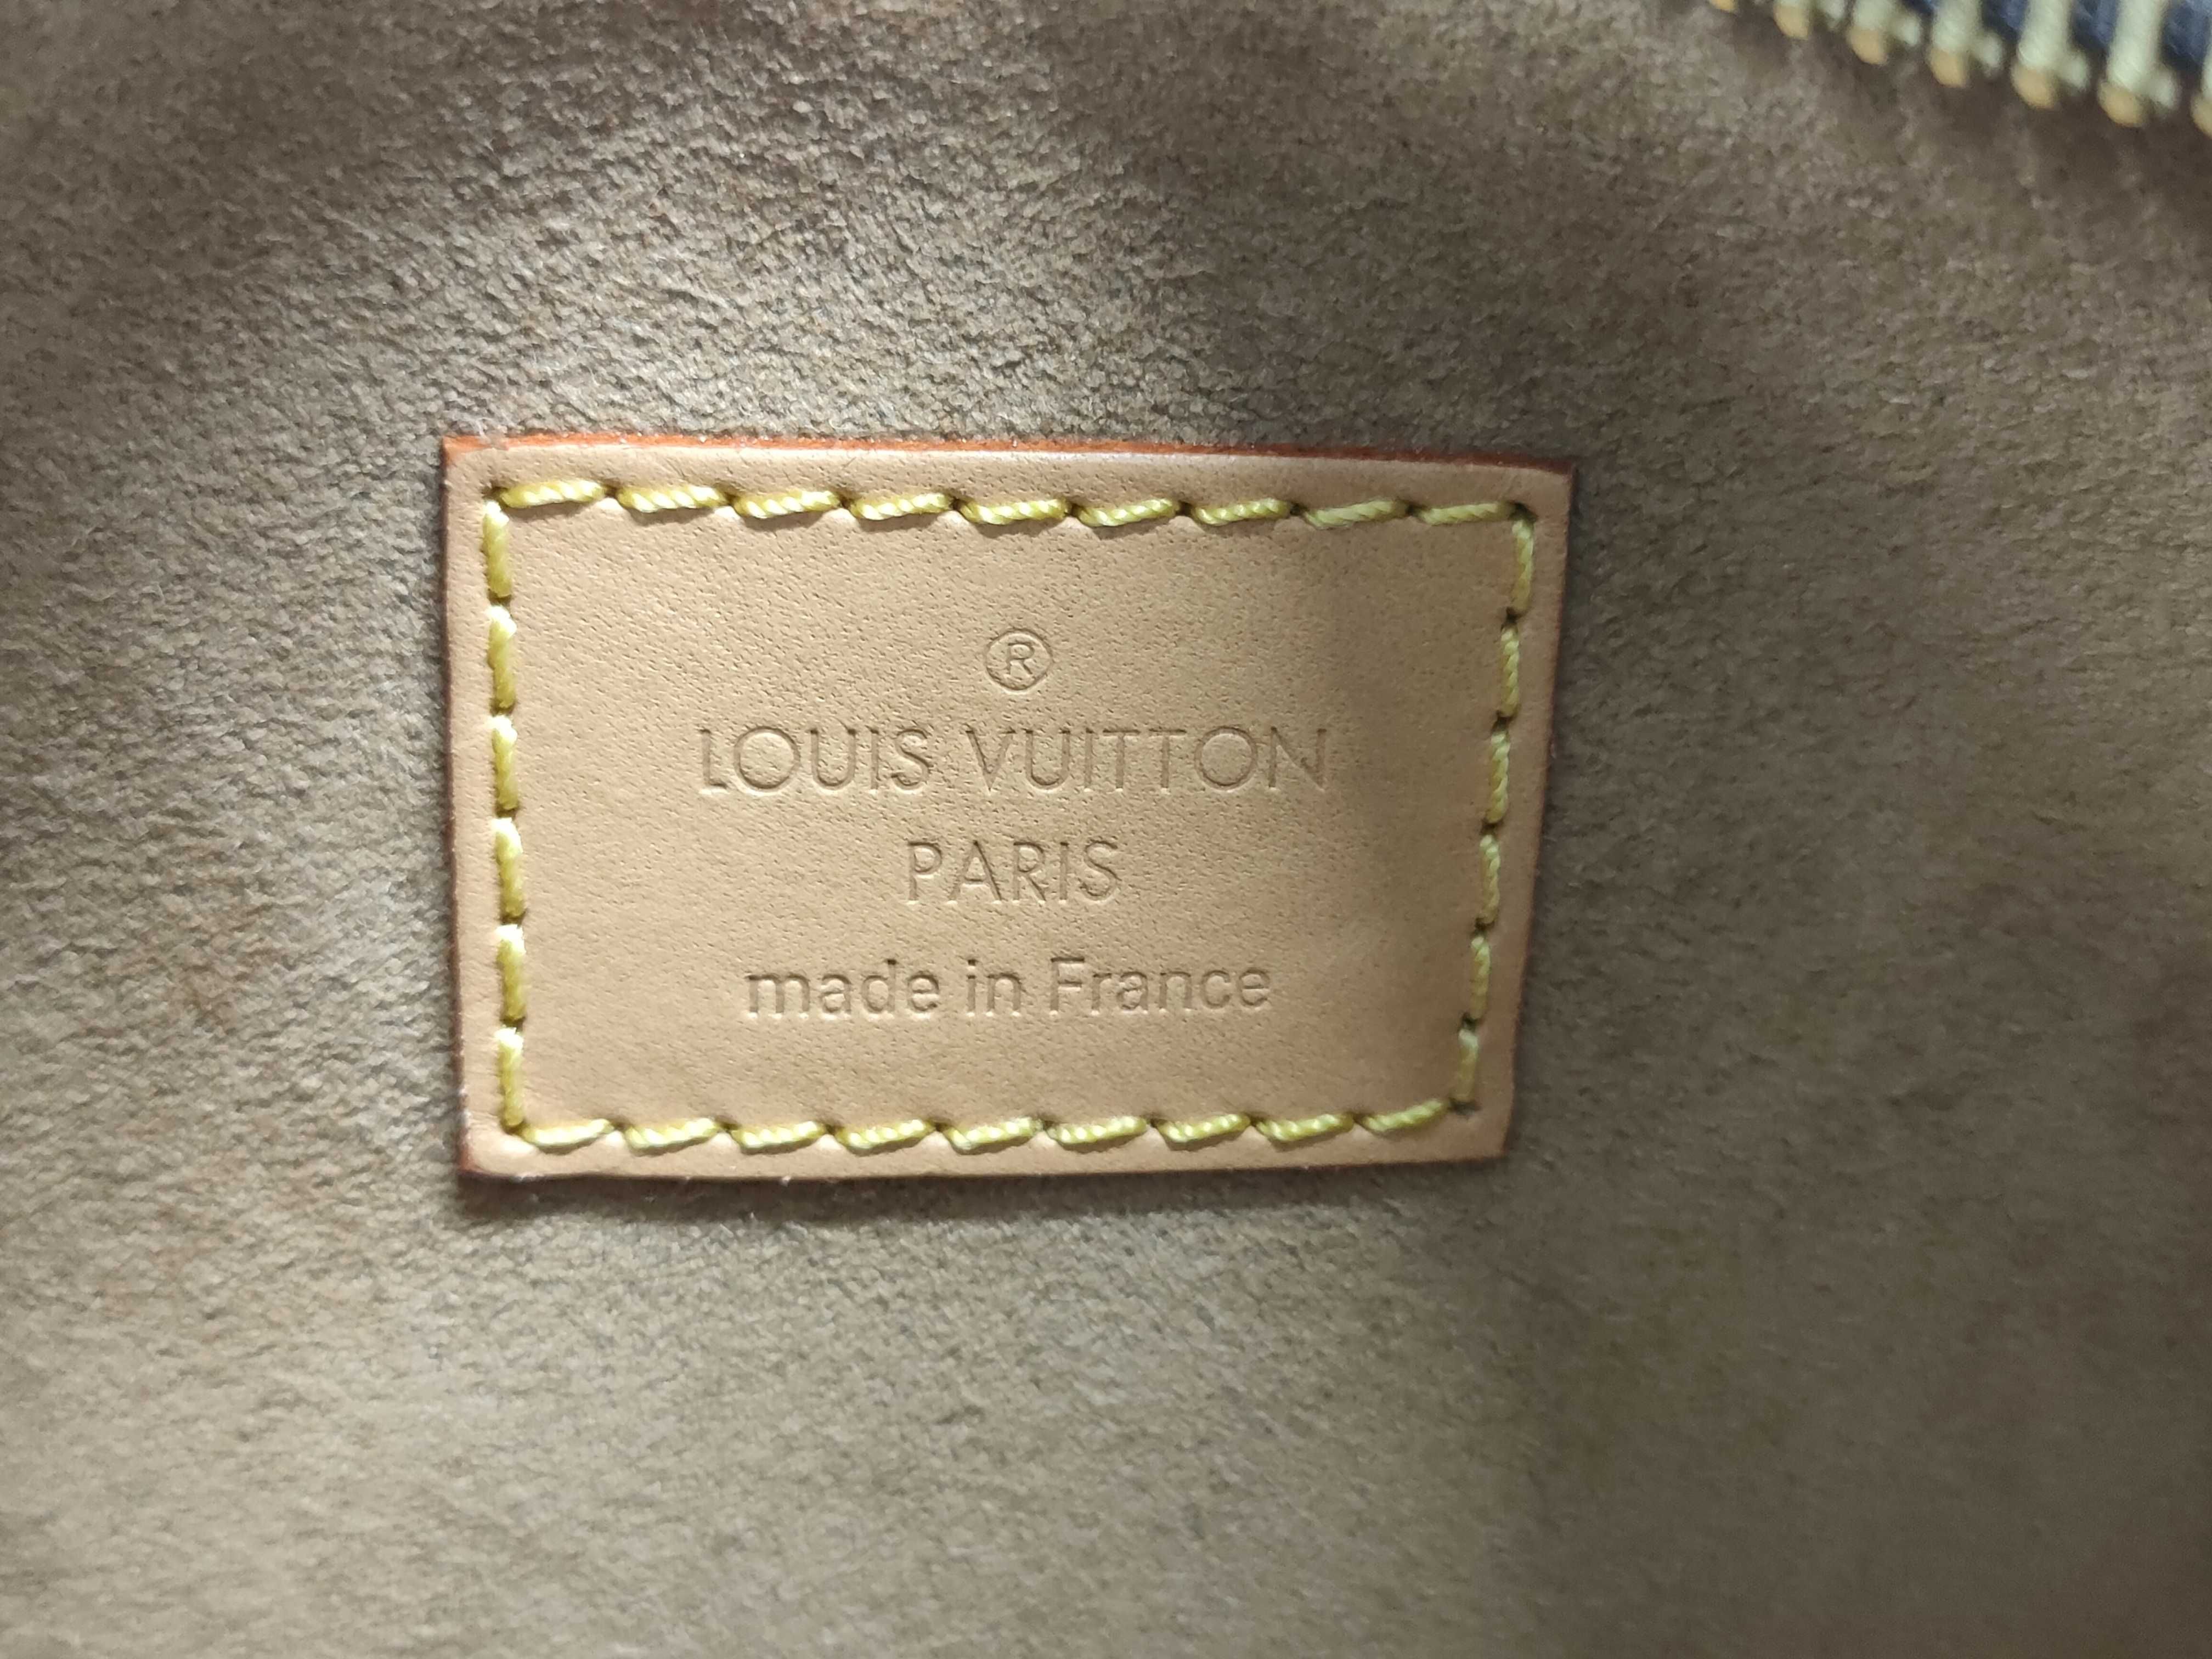 ®
LOUIS VUITTON
PARIS
made in France